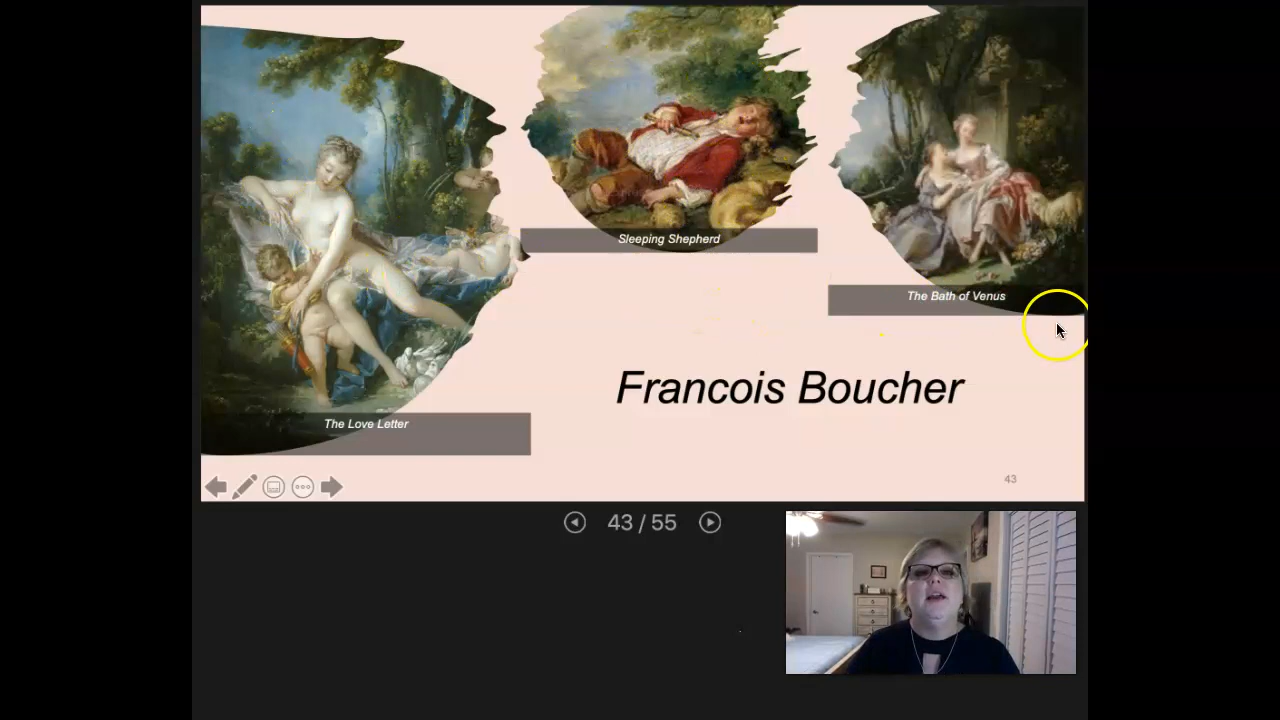 Sleeping Shepherd
The Bath of Venus
Francois Boucher
The Love Letter
43
43 / 55